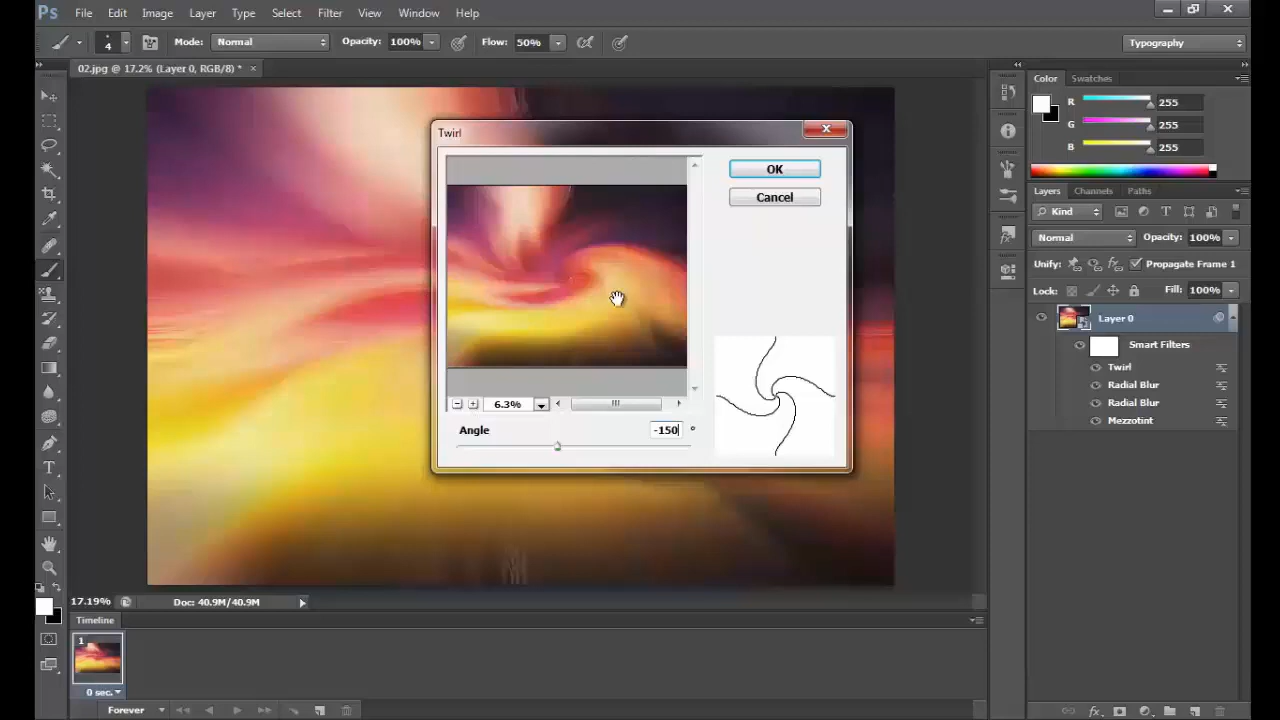 Ps File Edit Image Layer Type Select Filter View Window Help
4 Mode: Normal Opacity: 100% Flow: 50% Typography
02.jpg @ 17.2% (Layer 0, RGB/8) * ×
Twirl
OK
Cancel
6.3%
Angle -150 °
Color Swatches
R 255
G 255
B 255
Layers Channels Paths
Kind
Normal Opacity: 100%
Unify: Propagate Frame 1
Lock: Fill: 100%
Layer 0
Smart Filters
Twirl
Radial Blur
Radial Blur
Mezzotint
17.19% Doc: 40.9M/40.9M
Timeline
1
0 sec.
Forever